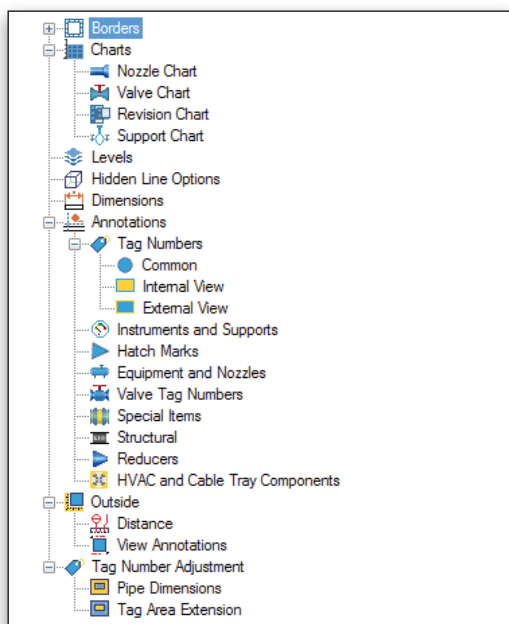 Borders
Charts
Nozzle Chart
Valve Chart
Revision Chart
Support Chart
Levels
Hidden Line Options
Dimensions
Annotations
Tag Numbers
Common
Internal View
External View
Instruments and Supports
Hatch Marks
Equipment and Nozzles
Valve Tag Numbers
Special Items
Structural
Reducers
HVAC and Cable Tray Components
Outside
Distance
View Annotations
Tag Number Adjustment
Pipe Dimensions
Tag Area Extension